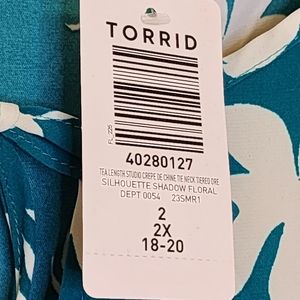 TORRID
FL_225
40280127
TEA LENGTH STUDIO CREPE DE CHINE TIE NECK TIERED DRE
SILHOUETTE SHADOW FLORAL
DEPT 0054 23SMR1
2
2X
18-20